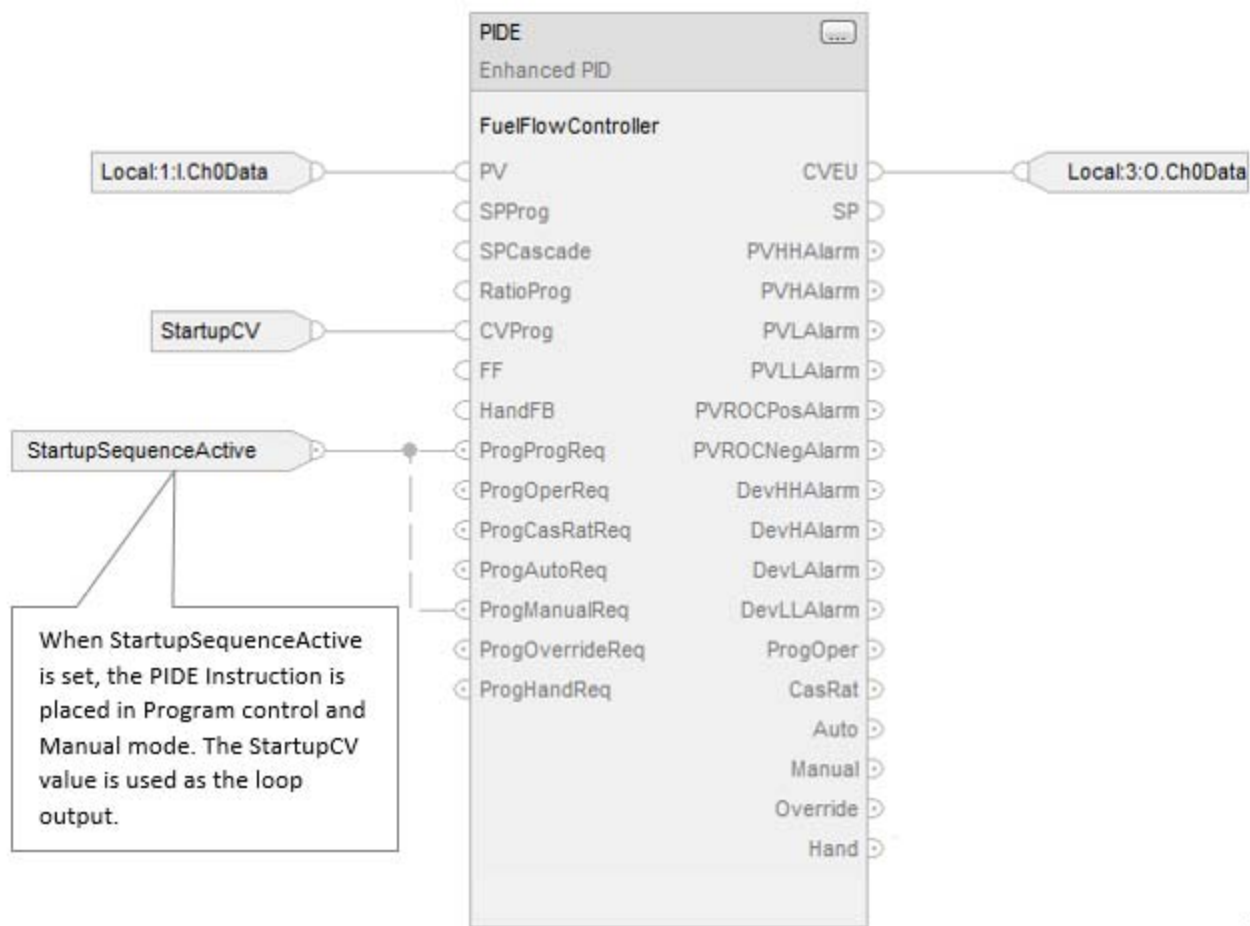 PIDE
...
Enhanced PID
FuelFlowController
Local:1:I.Ch0Data
PV
CVEU
Local:3:O.Ch0Data
SPProg
SP
SPCascade
PVHHAlarm
RatioProg
PVHAlarm
StartupCV
CVProg
PVLAlarm
FF
PVLLAlarm
HandFB
PVROCPosAlarm
StartupSequenceActive
ProgProgReq
PVROCNegAlarm
ProgOperReq
DevHHAlarm
ProgCasRatReq
DevHAlarm
ProgAutoReq
DevLAlarm
ProgManualReq
DevLLAlarm
ProgOverrideReq
ProgOper
ProgHandReq
CasRat
Auto
Manual
Override
Hand
When StartupSequenceActive
is set, the PIDE Instruction is
placed in Program control and
Manual mode. The StartupCV
value is used as the loop
output.